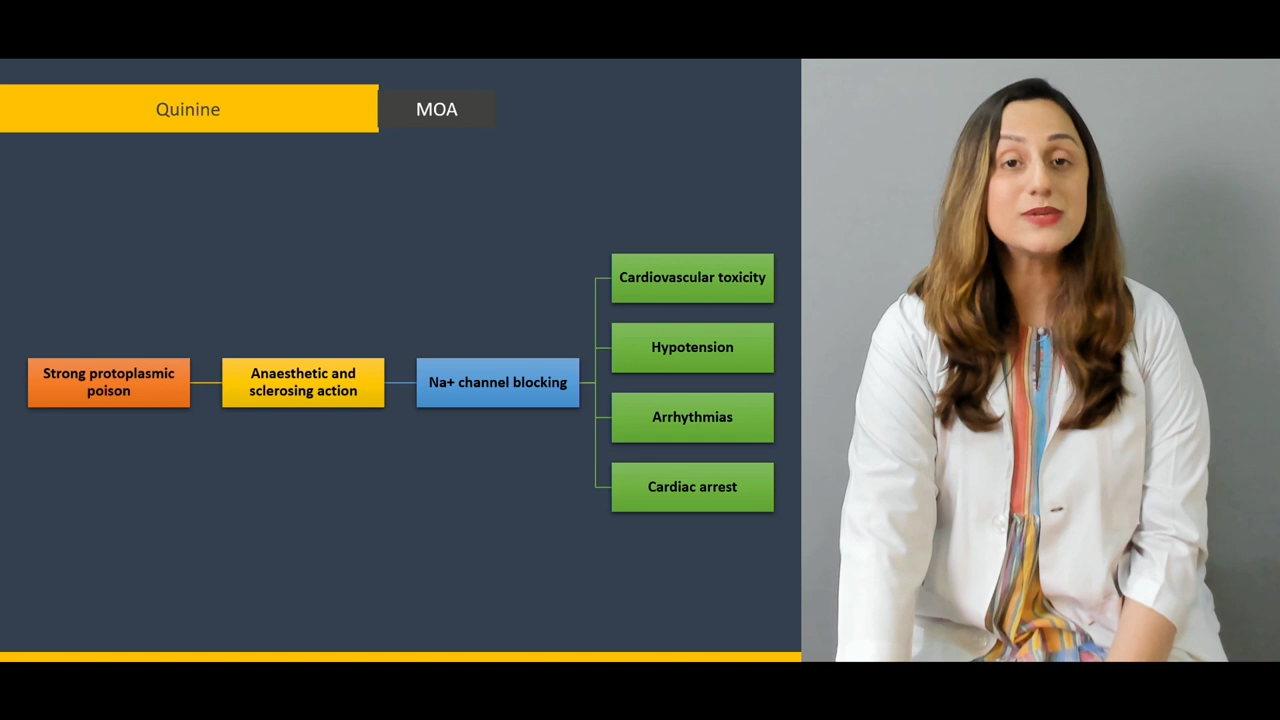 Quinine
MOA
Strong protoplasmic
poison
Anaesthetic and
sclerosing action
Na+ channel blocking
Cardiovascular toxicity
Hypotension
Arrhythmias
Cardiac arrest